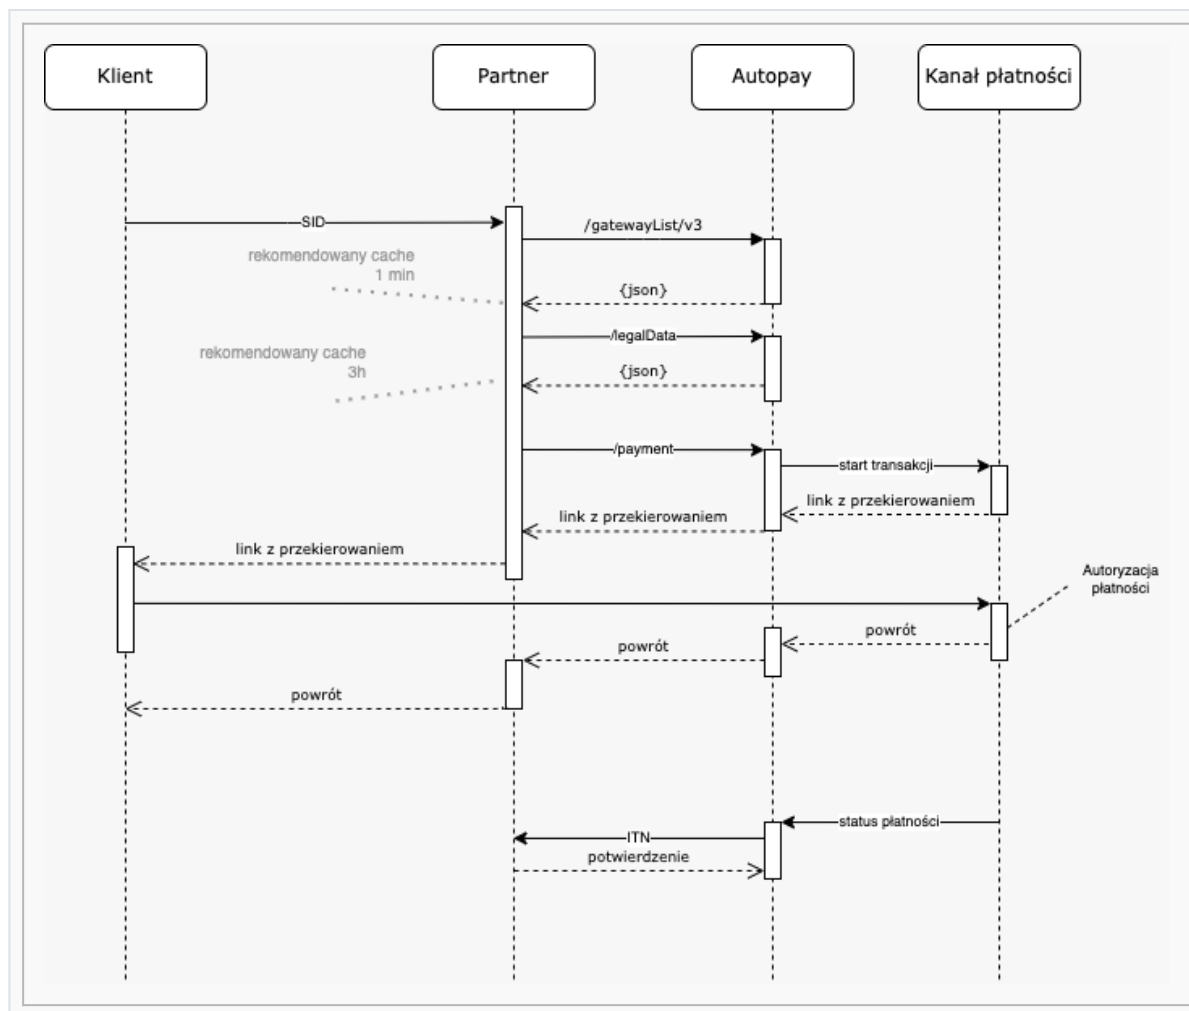 Klient
Partner
Autopay
Kanał płatności
SID
/gatewayList/v3
rekomendowany cache
1 min
{json}
/legalData
rekomendowany cache
3h
{json}
/payment
start transakcji
link z przekierowaniem
link z przekierowaniem
link z przekierowaniem
Autoryzacja
płatności
powrót
powrót
powrót
status płatności
ITN
potwierdzenie